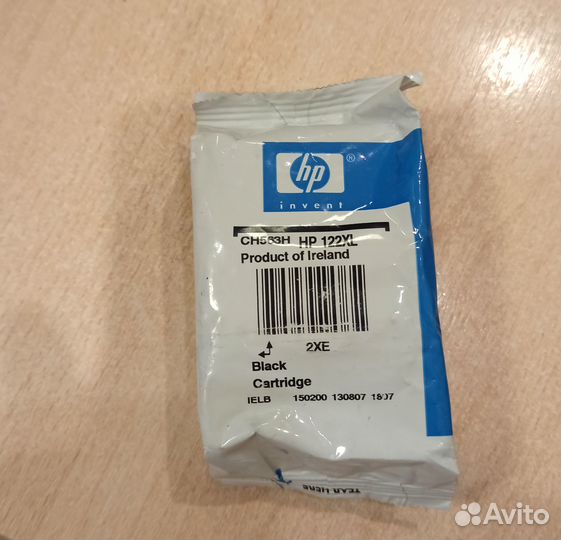 hp
®
invent
CH563H HP 122XL
Product of Ireland
2XE
Black
Cartridge
IELB 150200 130807 1807
TEAR HERE
Avito